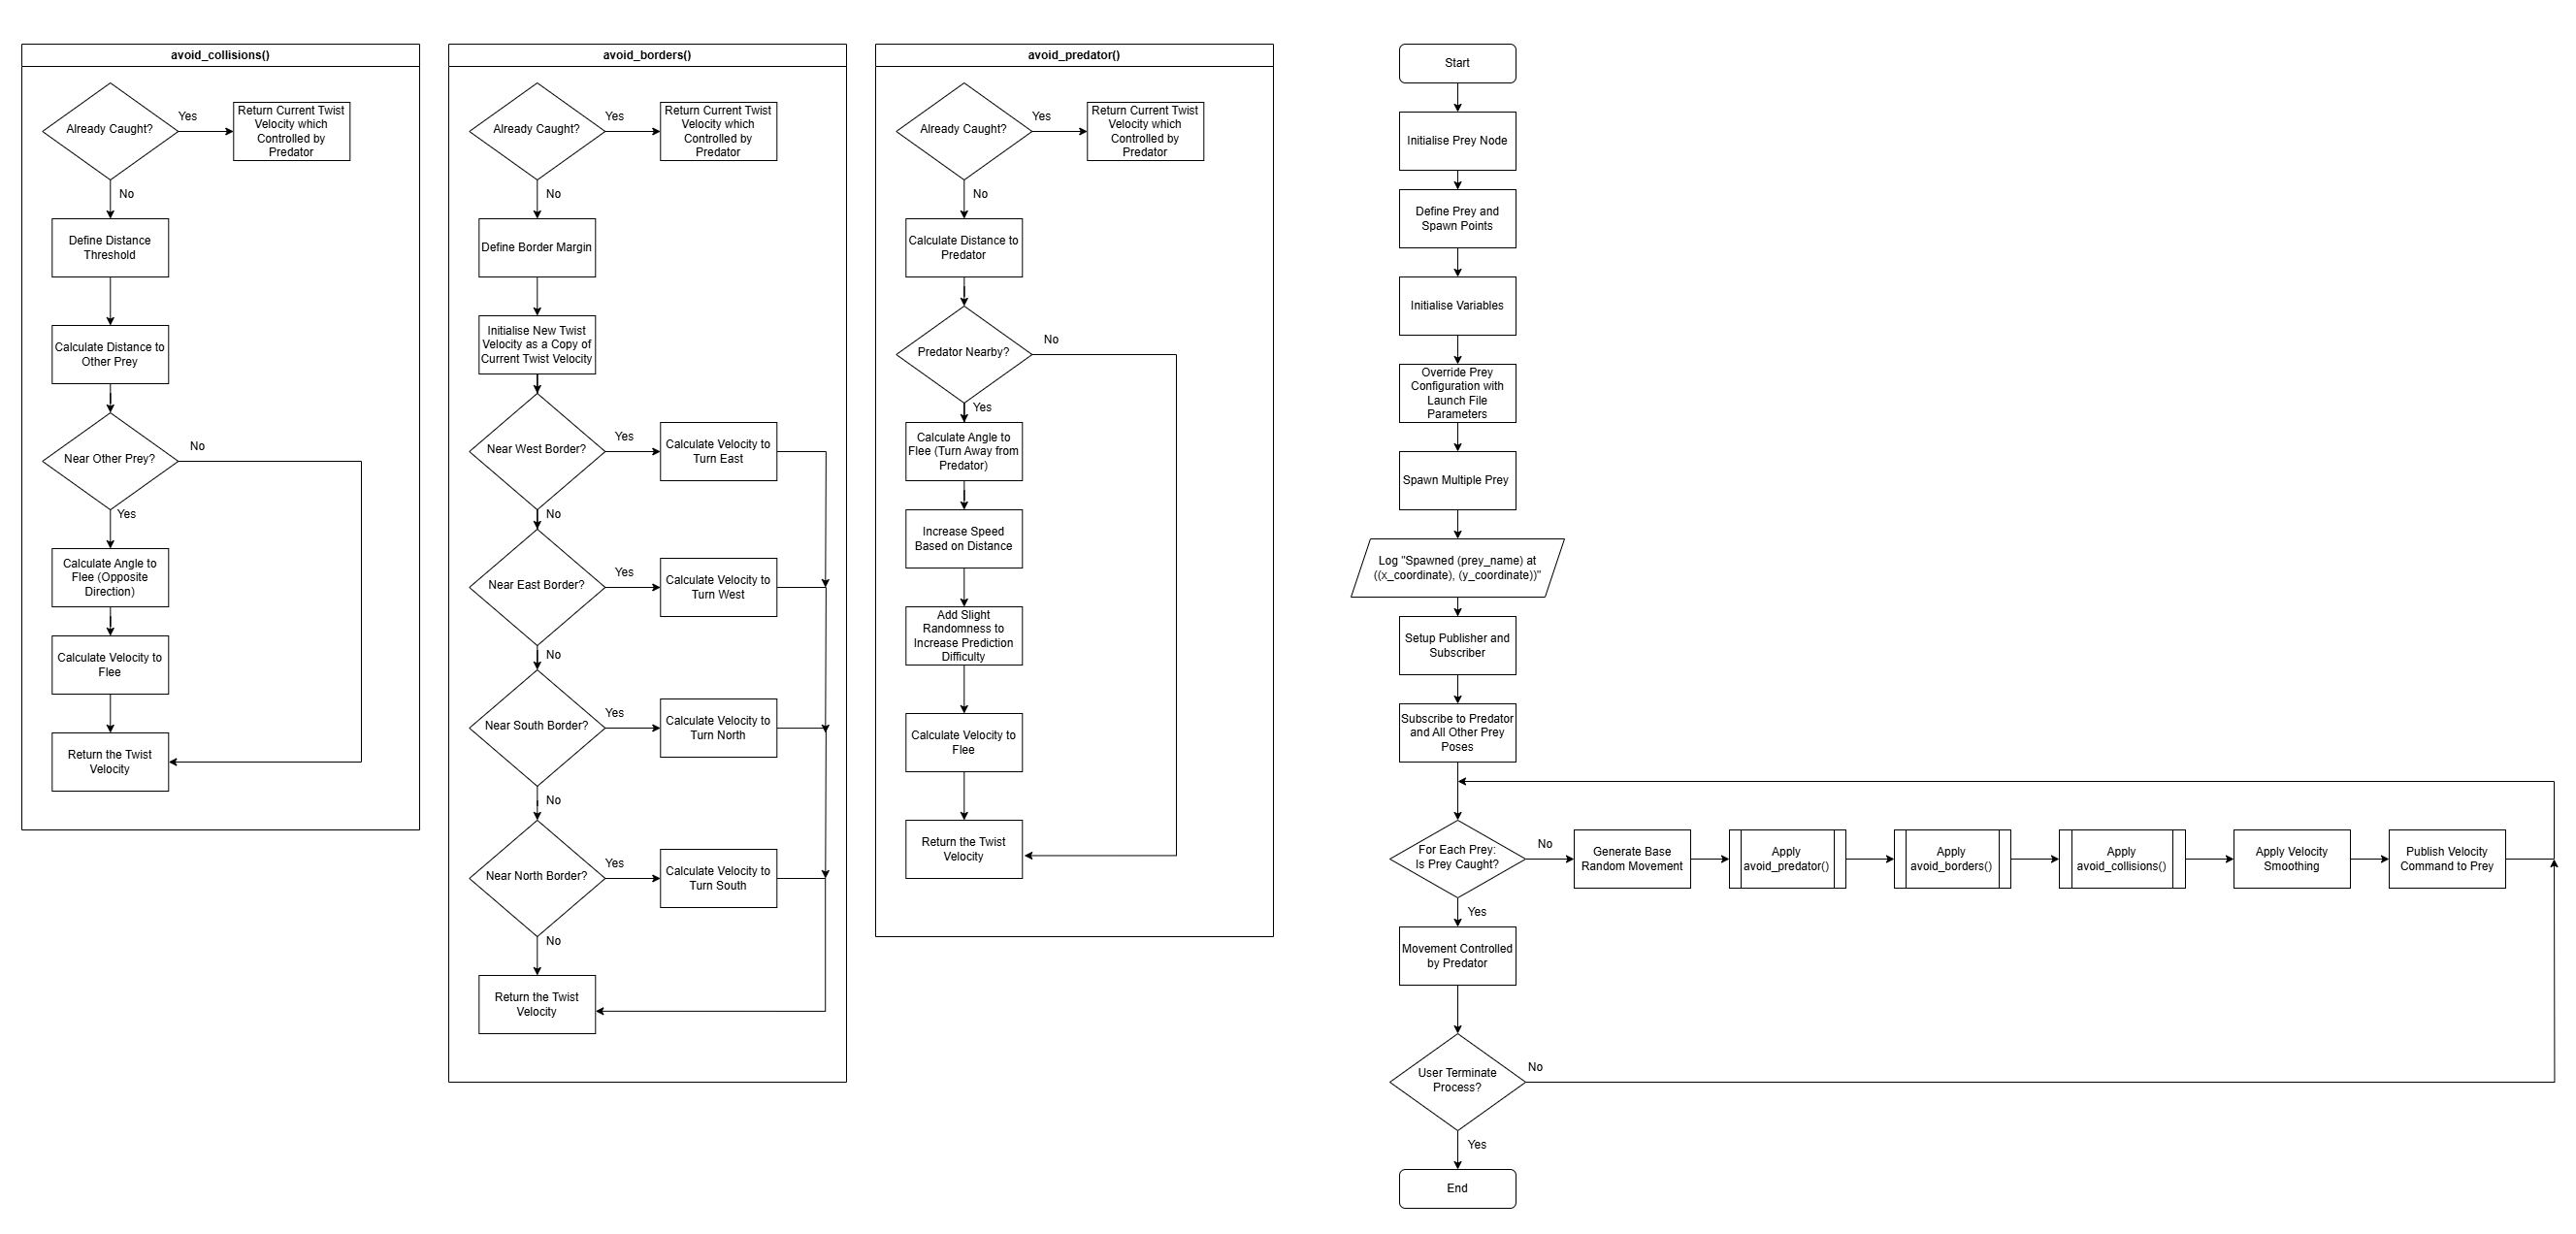 avoid_collisions()
Already Caught?
Yes
Return Current Twist
Velocity which
Controlled by
Predator
No
Define Distance
Threshold
Calculate Distance to
Other Prey
Near Other Prey?
No
Yes
Calculate Angle to
Flee (Opposite
Direction)
Calculate Velocity to
Flee
Return the Twist
Velocity
avoid_borders()
Already Caught?
Yes
Return Current Twist
Velocity which
Controlled by
Predator
No
Define Border Margin
Initialise New Twist
Velocity as a Copy of
Current Twist Velocity
Near West Border?
Yes
Calculate Velocity to
Turn East
No
Near East Border?
Yes
Calculate Velocity to
Turn West
No
Near South Border?
Yes
Calculate Velocity to
Turn North
No
Near North Border?
Yes
Calculate Velocity to
Turn South
No
Return the Twist
Velocity
avoid_predator()
Already Caught?
Yes
Return Current Twist
Velocity which
Controlled by
Predator
No
Calculate Distance to
Predator
Predator Nearby?
No
Yes
Calculate Angle to
Flee (Turn Away from
Predator)
Increase Speed
Based on Distance
Add Slight
Randomness to
Increase Prediction
Difficulty
Calculate Velocity to
Flee
Return the Twist
Velocity
Start
Initialise Prey Node
Define Prey and
Spawn Points
Initialise Variables
Override Prey
Configuration with
Launch File
Parameters
Spawn Multiple Prey
Log "Spawned (prey_name) at
((x_coordinate), (y_coordinate))"
Setup Publisher and
Subscriber
Subscribe to Predator
and All Other Prey
Poses
For Each Prey:
Is Prey Caught?
No
Generate Base
Random Movement
Apply
avoid_predator()
Apply
avoid_borders()
Apply
avoid_collisions()
Apply Velocity
Smoothing
Publish Velocity
Command to Prey
Yes
Movement Controlled
by Predator
User Terminate
Process?
No
Yes
End